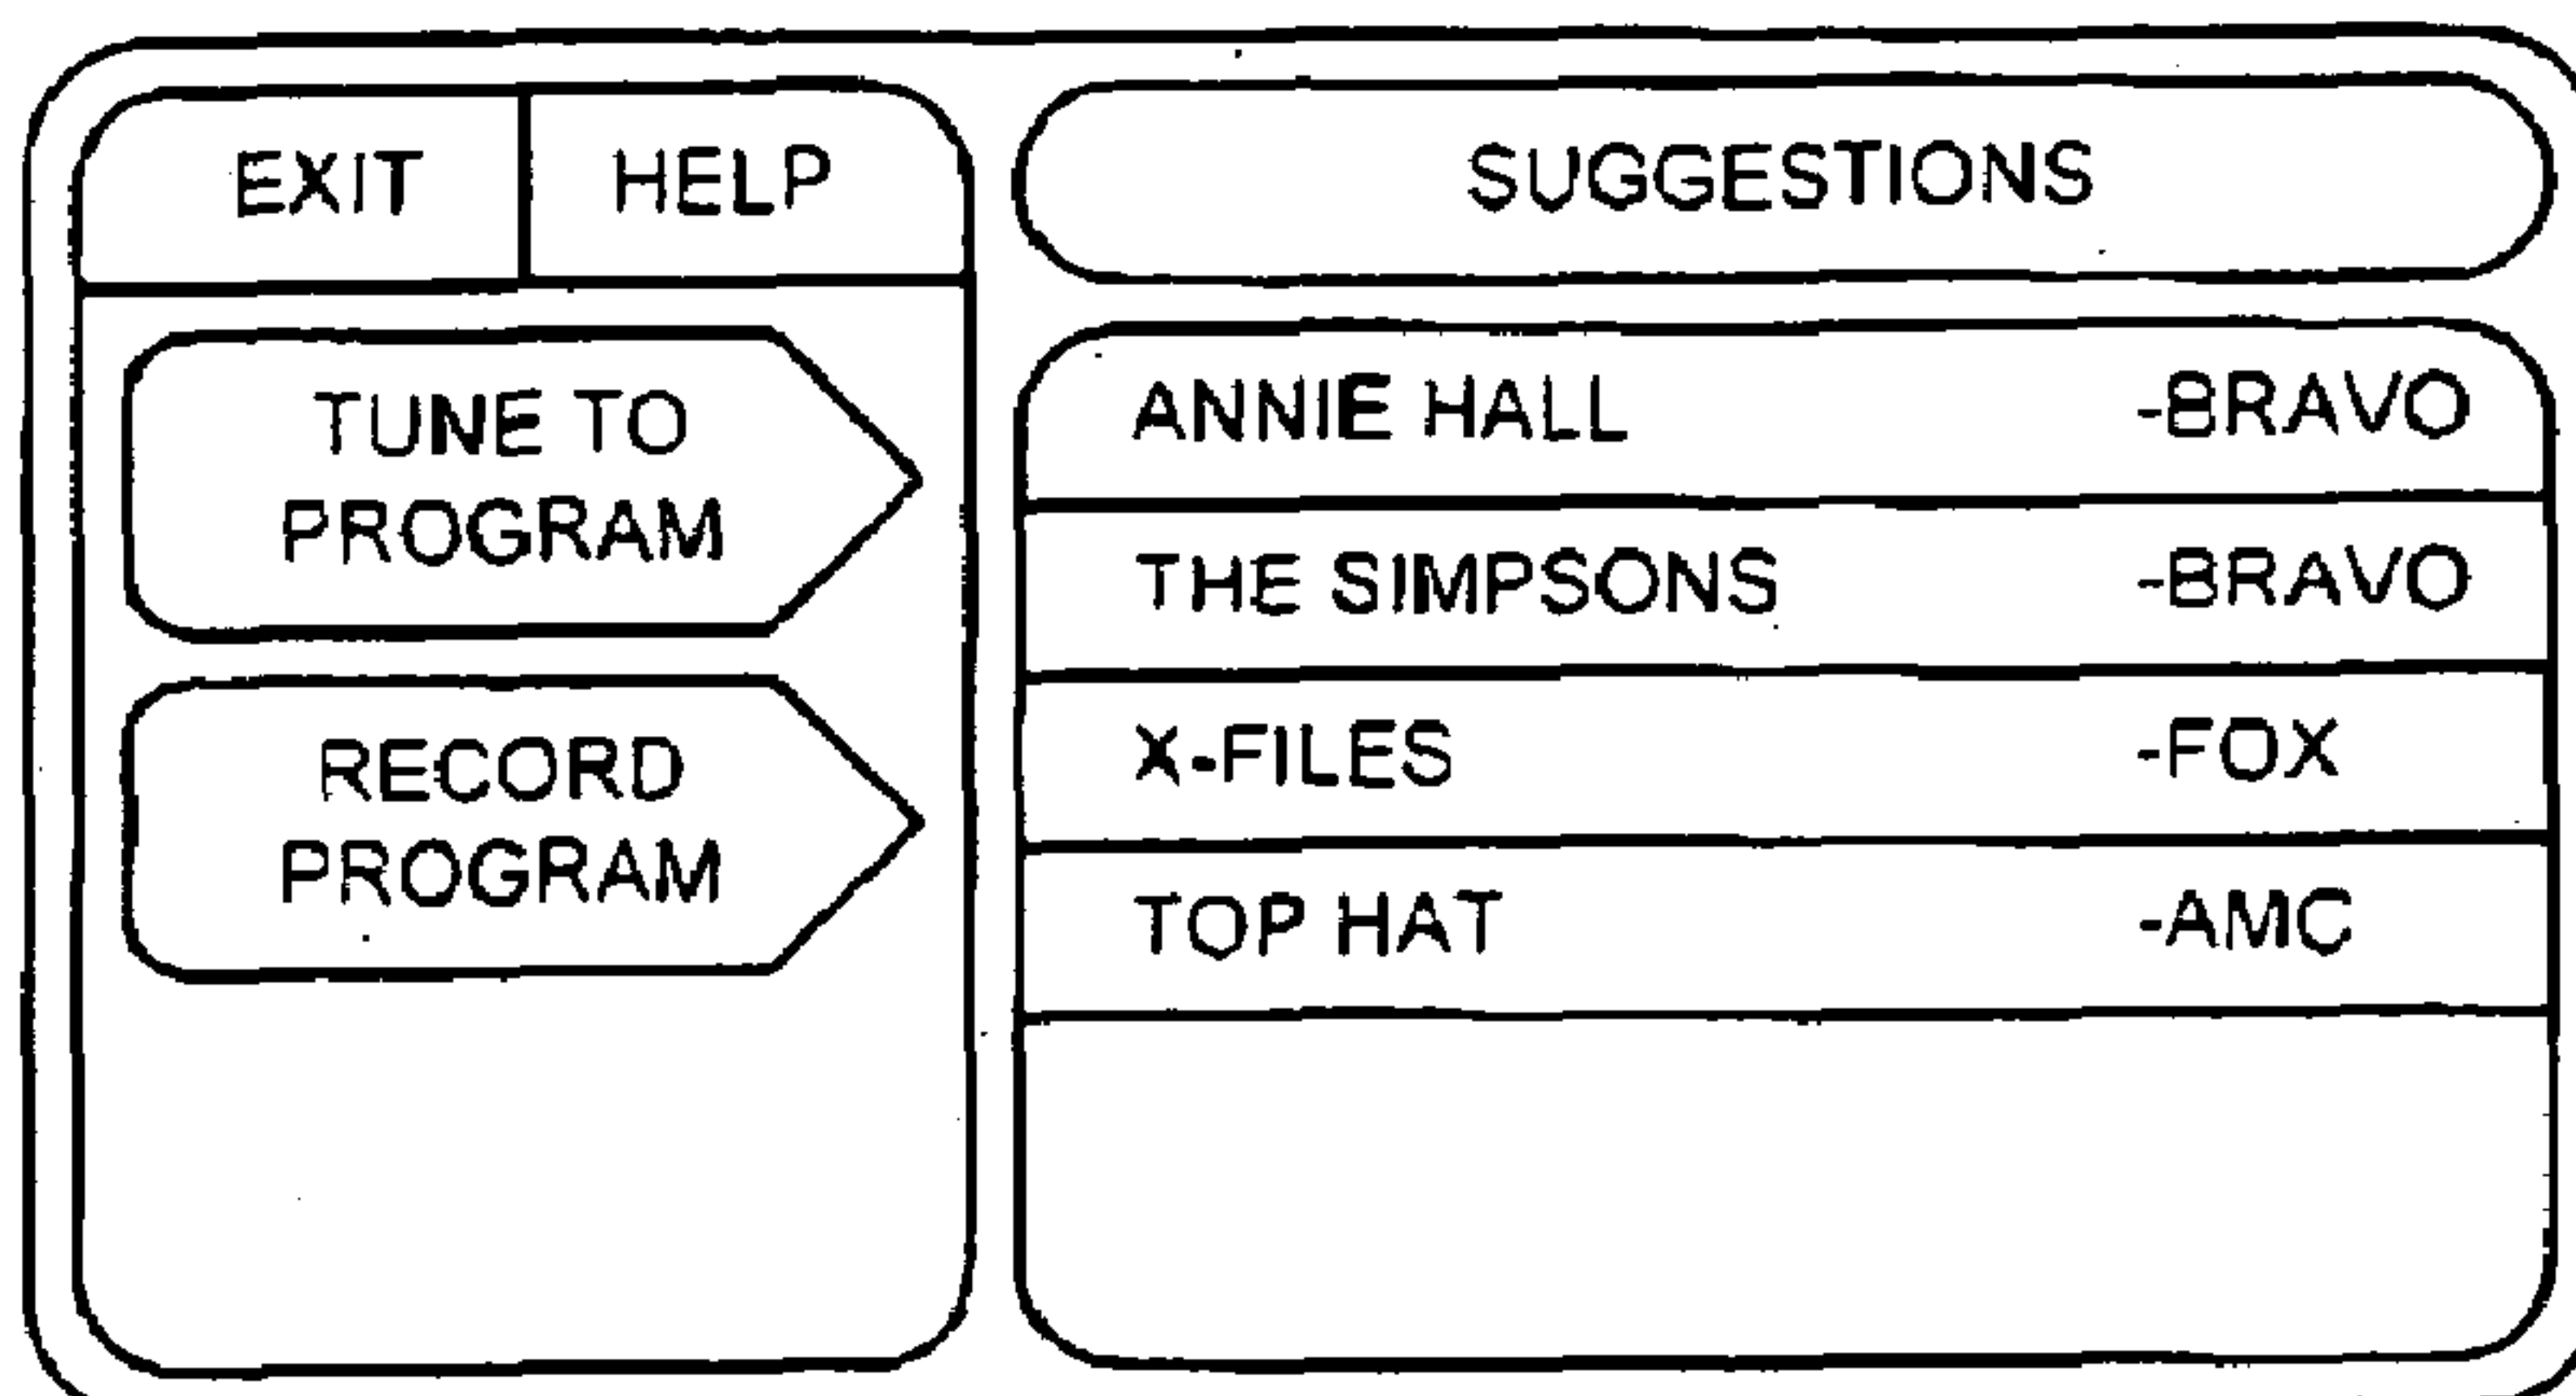 EXIT HELP
TUNE TO
PROGRAM
RECORD
PROGRAM
SUGGESTIONS
ANNIE HALL -BRAVO
THE SIMPSONS -BRAVO
X-FILES -FOX
TOP HAT -AMC